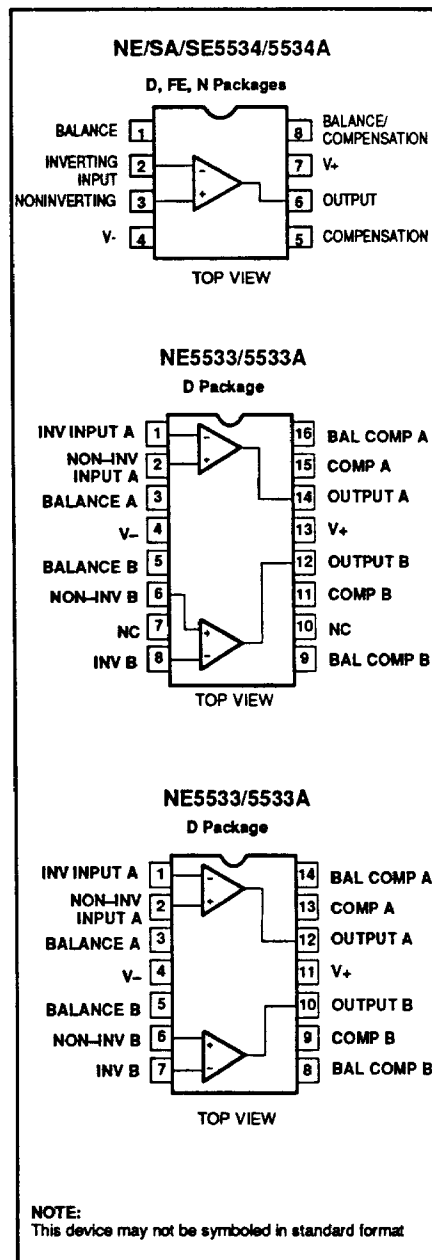 NE/SA/SE5534/5534A
D, FE, N Packages
BALANCE 1
8 BALANCE/
COMPENSATION
INVERTING
INPUT 2
7 V+
NONINVERTING 3
6 OUTPUT
V- 4
5 COMPENSATION
- +
TOP VIEW
NE5533/5533A
D Package
INV INPUT A 1
16 BAL COMP A
NON–INV
INPUT A 2
15 COMP A
BALANCE A 3
14 OUTPUT A
V– 4
13 V+
BALANCE B 5
12 OUTPUT B
NON–INV B 6
11 COMP B
NC 7
10 NC
INV B 8
9 BAL COMP B
- +
+ -
TOP VIEW
NE5533/5533A
D Package
INV INPUT A 1
14 BAL COMP A
NON–INV
INPUT A 2
13 COMP A
BALANCE A 3
12 OUTPUT A
V– 4
11 V+
BALANCE B 5
10 OUTPUT B
NON–INV B 6
9 COMP B
INV B 7
8 BAL COMP B
- +
+ -
TOP VIEW
NOTE:
This device may not be symboled in standard format